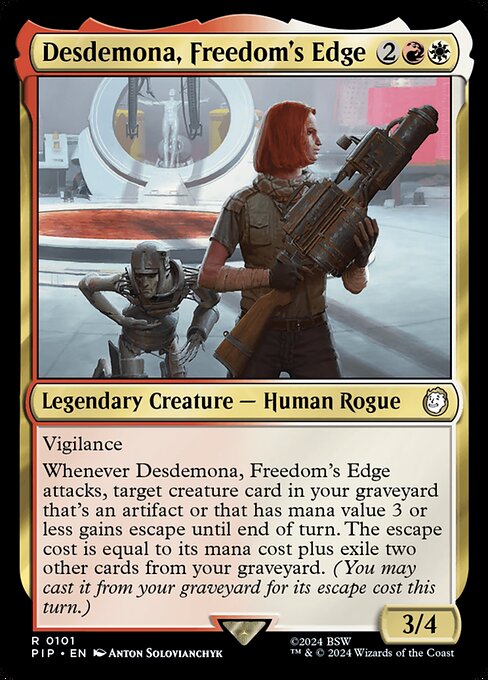 Desdemona, Freedom's Edge 2
Legendary Creature — Human Rogue
Vigilance
Whenever Desdemona, Freedom's Edge
attacks, target creature card in your graveyard
that's an artifact or that has mana value 3 or
less gains escape until end of turn. The escape
cost is equal to its mana cost plus exile two
other cards from your graveyard. (You may
cast it from your graveyard for its escape cost this
turn.)
3/4
R 0101
PIP • EN Anton Solovianchyk
©2024 BSW
™ & © 2024 Wizards of the Coast